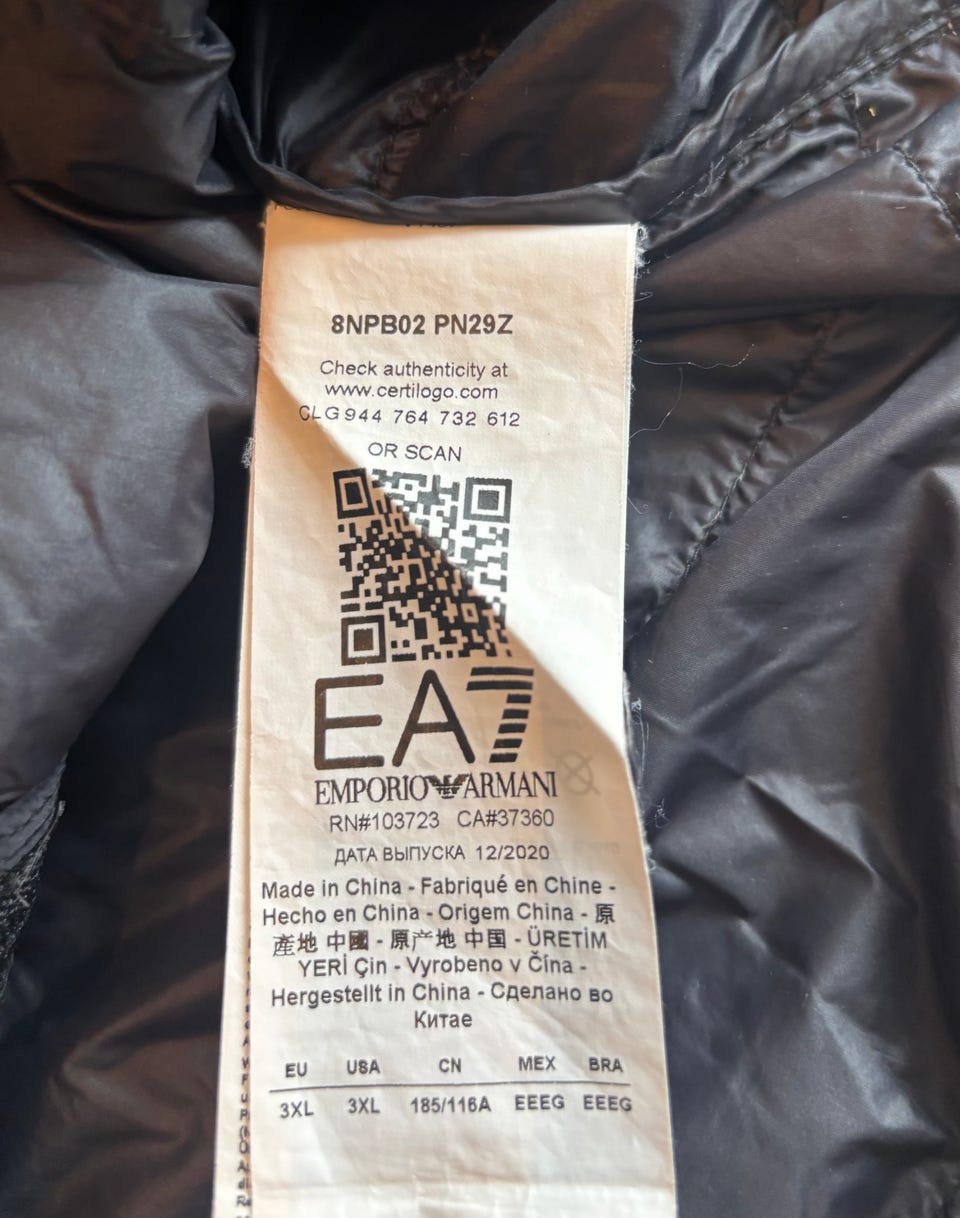 8NPB02 PN29Z
Check authenticity at
www.certilogo.com
CLG 944 764 732 612
OR SCAN
EA7
EMPORIO ARMANI
RN#103723 CA#37360
ДАТА ВЫПУСКА 12/2020
Made in China - Fabriqué en Chine -
Hecho en China - Origem China - 原
產地 中國 - 原产地 中国 - ÜRETİM
YERİ Çin - Vyrobeno v Čína -
Hergestellt in China - Сделано во
Китае
EU USA CN MEX BRA
3XL 3XL 185/116A EEEG EEEG